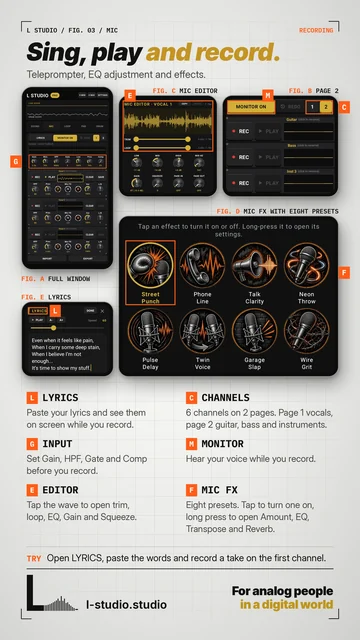 L STUDIO / FIG. 03 / MIC
RECORDING
Sing, play and record.
Teleprompter, EQ adjustment and effects.
FIG. C MIC EDITOR
FIG. B PAGE 2
L STUDIO
E
M
C
G
MIC EDITOR · VOCAL 1
MONITOR ON
REC
1
2
Guitar
REC
PLAY
Bass
REC
PLAY
REC
PLAY
FIG. D MIC FX WITH EIGHT PRESETS
Tap an effect to turn it on or off. Long-press it to open its
settings.
F
Street
Punch
Phone
Line
Talk
Clarity
Neon
Throw
Pulse
Delay
Twin
Voice
Garage
Slap
Wire
Grit
FIG. A FULL WINDOW
FIG. E LYRICS
LYRICS
L
DONE
PLAY
Even when it feels like pain,
When I carry some deep stain,
When I believe I'm not
enough...
It's time to show my stuff.
L LYRICS
Paste your lyrics and see them
on screen while you record.
C CHANNELS
6 channels on 2 pages. Page 1 vocals,
page 2 guitar, bass and instruments.
G INPUT
Set Gain, HPF, Gate and Comp
before you record.
M MONITOR
Hear your voice while you record.
E EDITOR
Tap the wave to open trim,
loop, EQ, Gain and Squeeze.
F MIC FX
Eight presets. Tap to turn one on,
long press to open Amount, EQ,
Transpose and Reverb.
TRY Open LYRICS, paste the words and record a take on the first channel.
L
l-studio.studio
For analog people
in a digital world